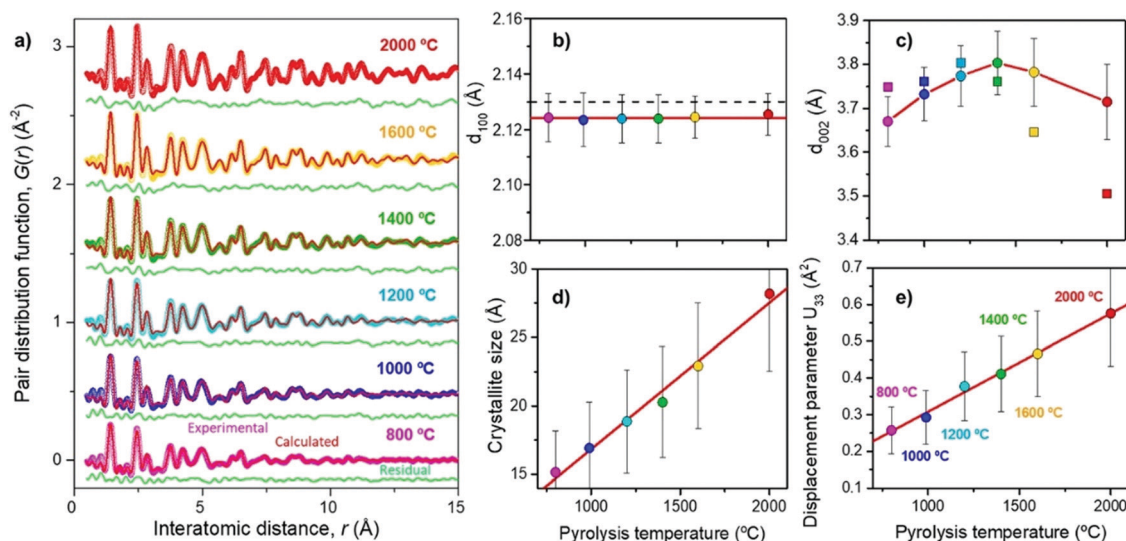 a)
Pair distribution function, G(r) (Å⁻²)
3
2
1
0
2000 ºC
1600 ºC
1400 ºC
1200 ºC
1000 ºC
Experimental
800 ºC
Calculated
Residual
0
5
10
15
Interatomic distance, r (Å)
b)
d₁₀₀ (Å)
2.16
2.14
2.12
2.10
2.08
c)
d₀₀₂ (Å)
3.9
3.8
3.7
3.6
3.5
3.4
d)
Crystallite size (Å)
30
25
20
15
1000
1500
2000
Pyrolysis temperature (ºC)
e)
Displacement parameter U₃₃ (Å²)
0.7
0.6
0.5
0.4
0.3
0.2
0.1
2000 ºC
1400 ºC
800 ºC
1600 ºC
1200 ºC
1000 ºC
1000
1500
2000
Pyrolysis temperature (ºC)